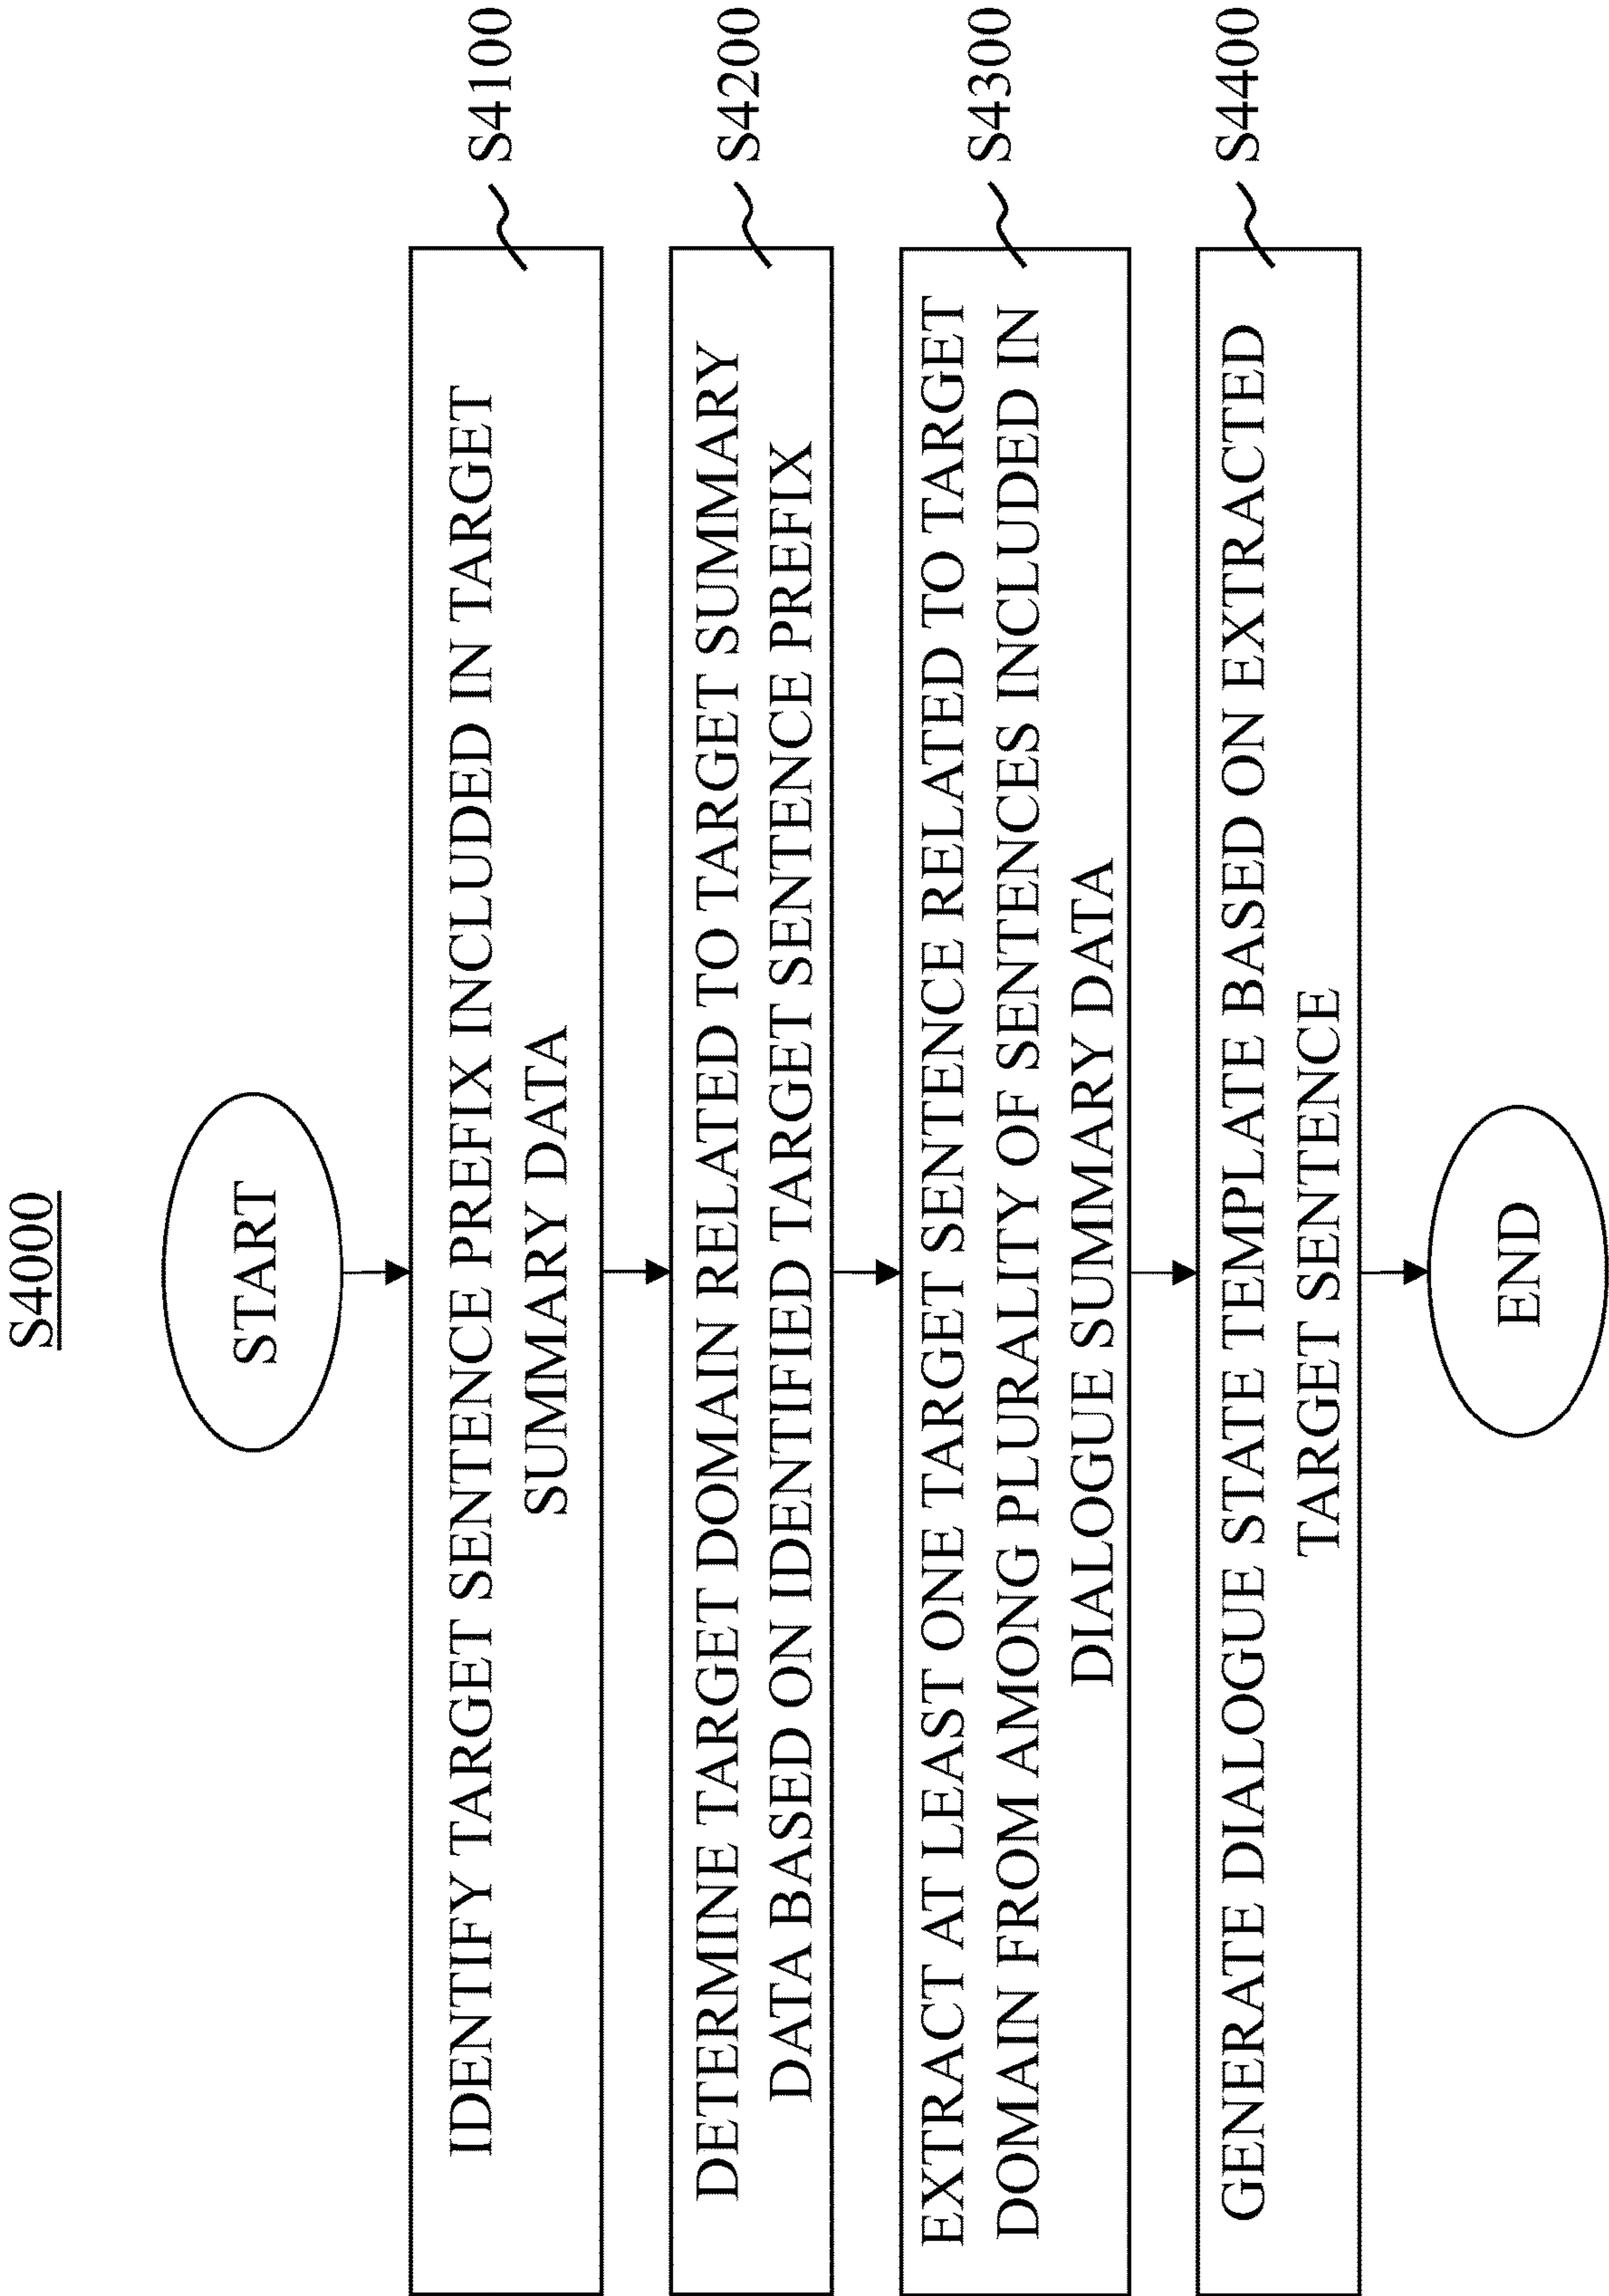 S4000
START
IDENTIFY TARGET SENTENCE PREFIX INCLUDED IN TARGET
SUMMARY DATA
S4100
DETERMINE TARGET DOMAIN RELATED TO TARGET SUMMARY
DATA BASED ON IDENTIFIED TARGET SENTENCE PREFIX
S4200
EXTRACT AT LEAST ONE TARGET SENTENCE RELATED TO TARGET
DOMAIN FROM AMONG PLURALITY OF SENTENCES INCLUDED IN
DIALOGUE SUMMARY DATA
S4300
GENERATE DIALOGUE STATE TEMPLATE BASED ON EXTRACTED
TARGET SENTENCE
S4400
END